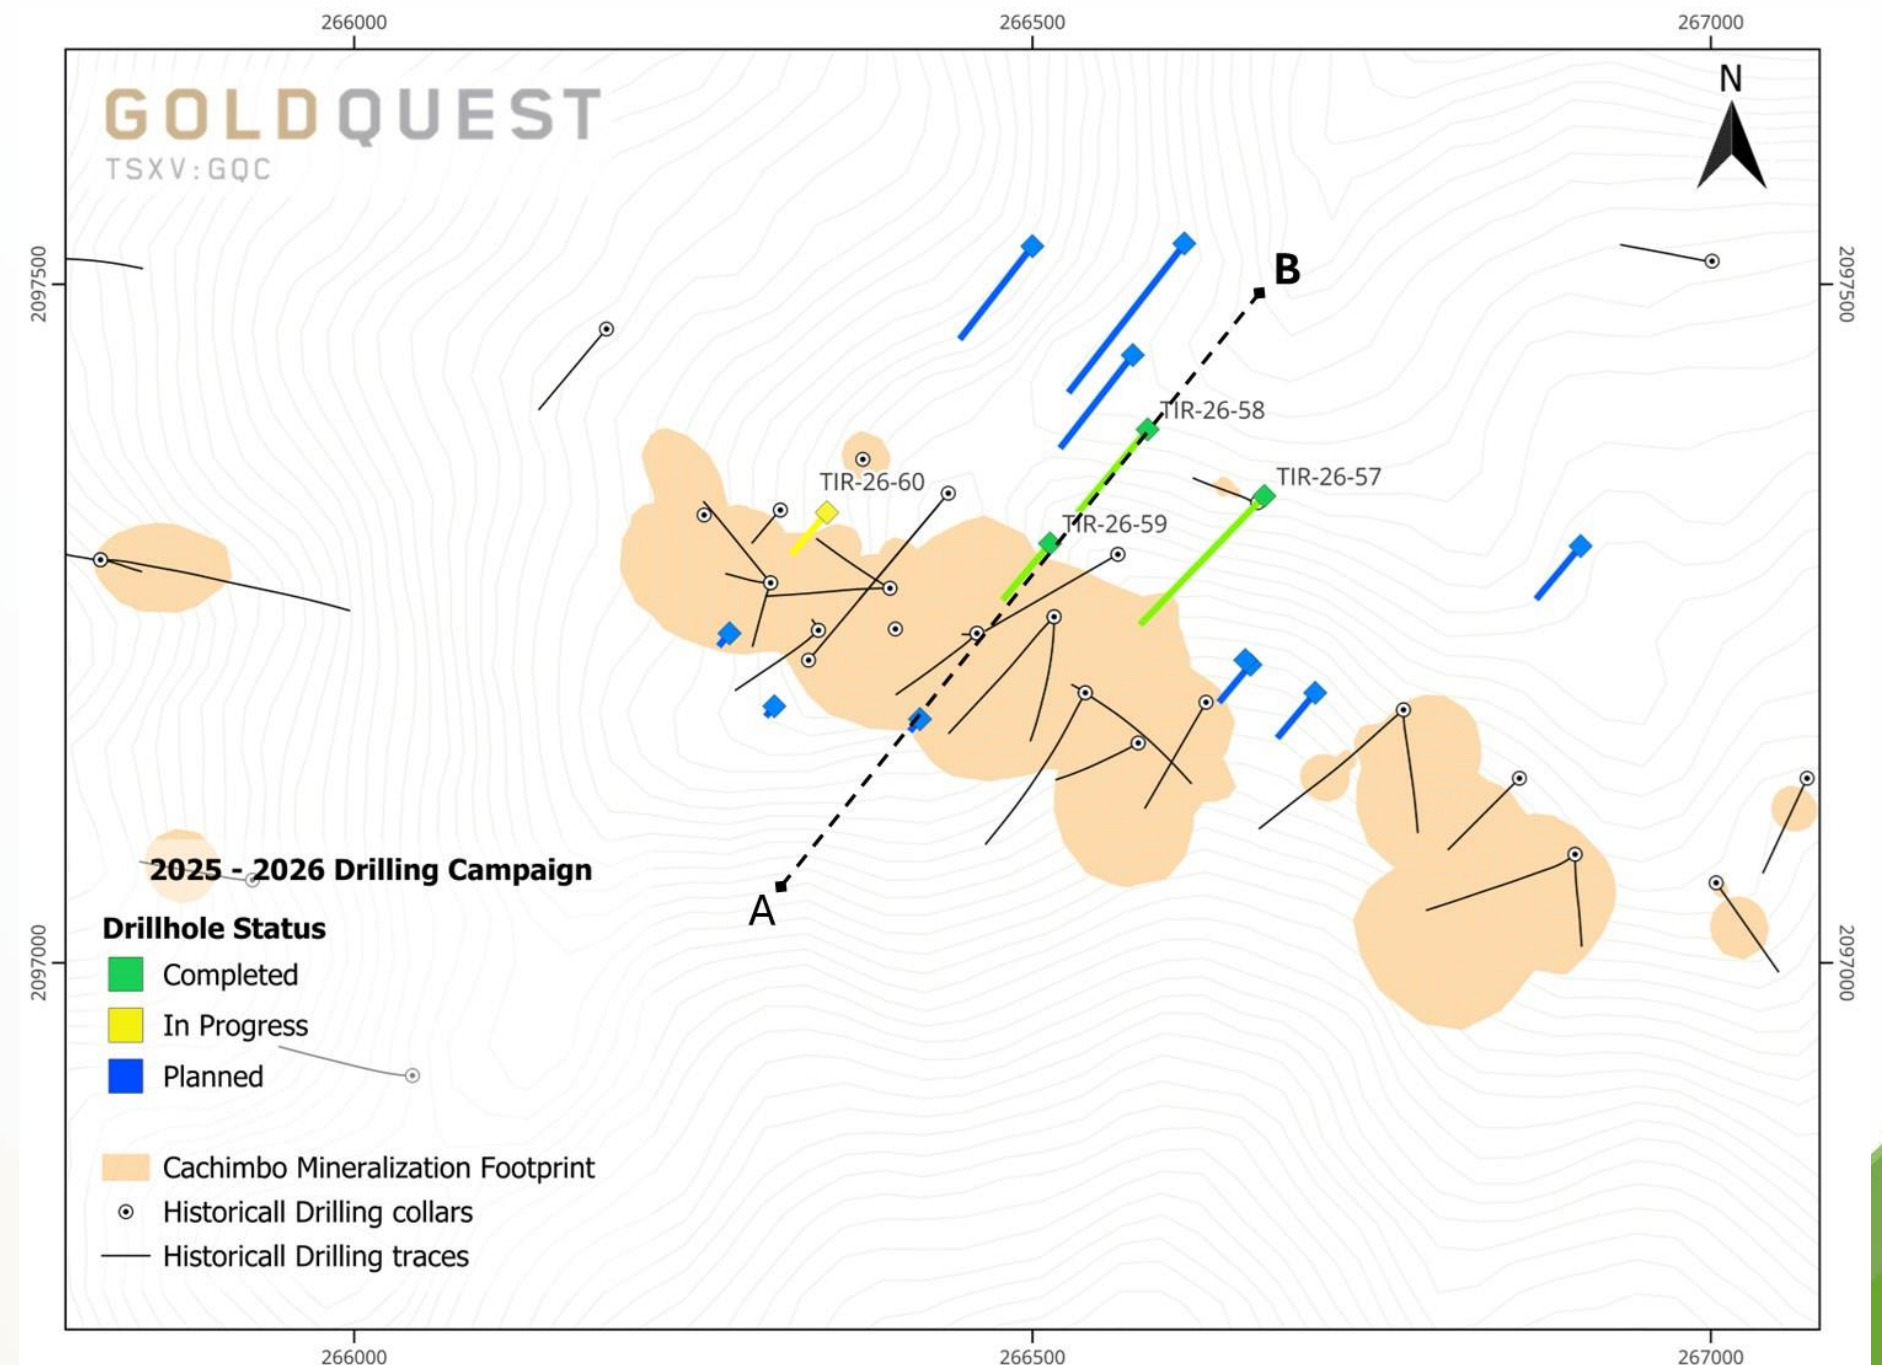 266000
266500
267000
GOLDQUEST
TSXV:GQC
N
2097500
2097500
B
TIR-26-58
TIR-26-57
TIR-26-60
TIR-26-59
A
2025 - 2026 Drilling Campaign
Drillhole Status
Completed
In Progress
Planned
2097000
2097000
Cachimbo Mineralization Footprint
Historicall Drilling collars
Historicall Drilling traces
266000
266500
267000